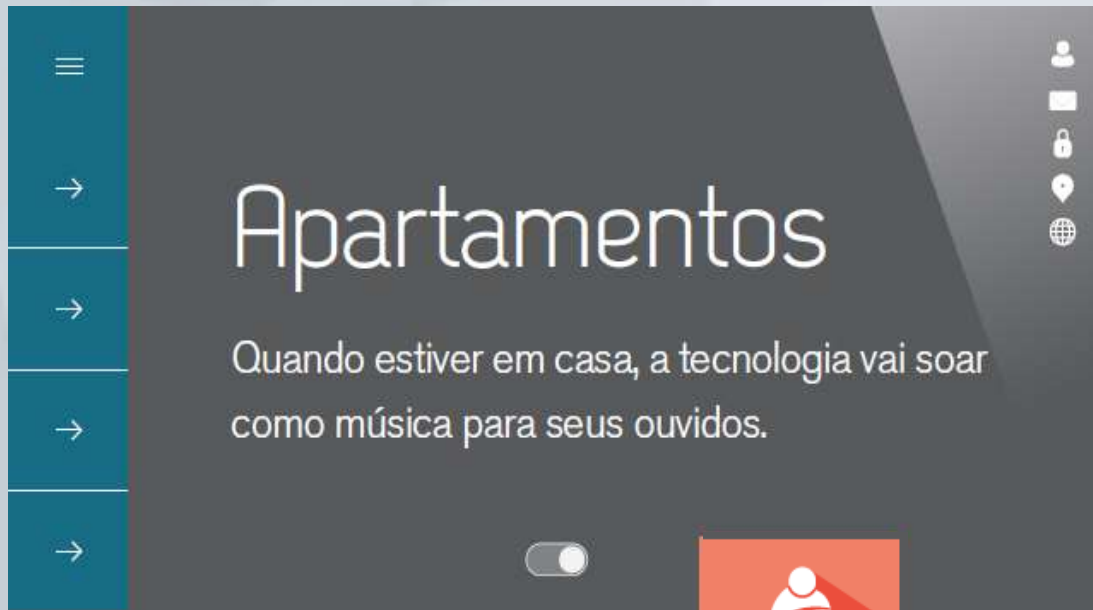 Apartamentos
Quando estiver em casa, a tecnologia vai soar
como música para seus ouvidos.